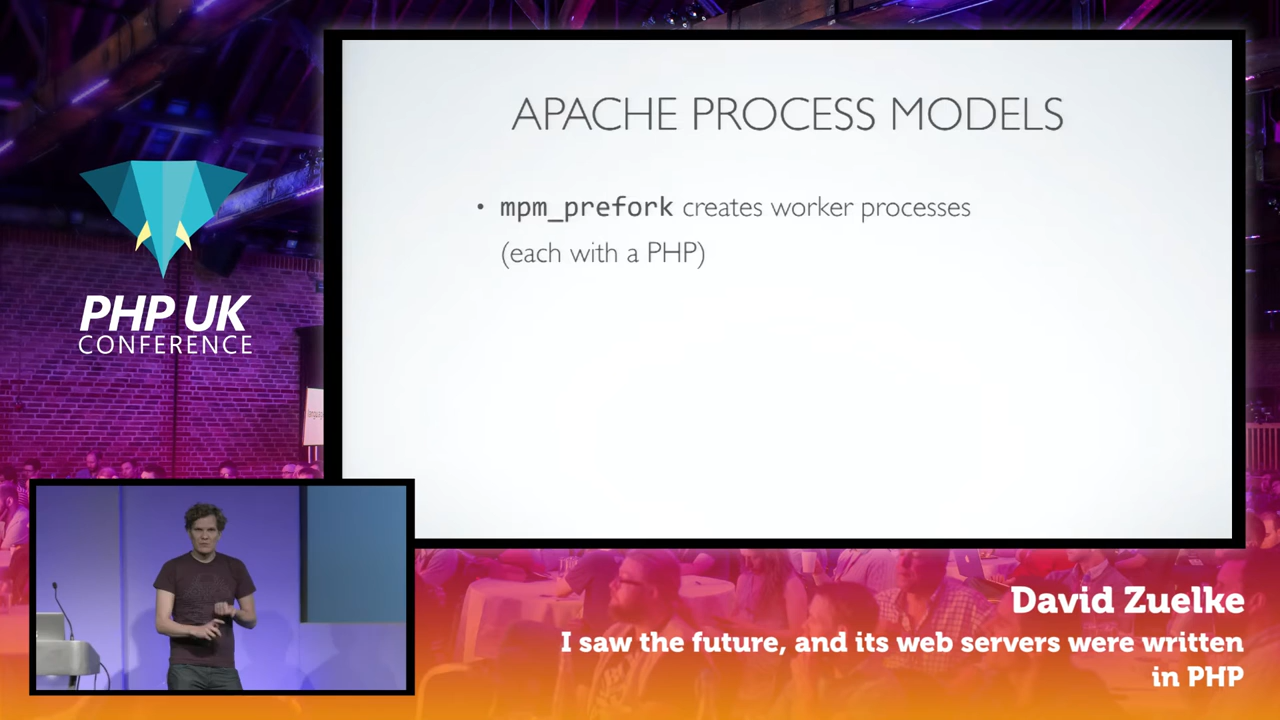 APACHE PROCESS MODELS
• mpm_prefork creates worker processes
(each with a PHP)
PHP UK
CONFERENCE
David Zuelke
I saw the future, and its web servers were written
in PHP